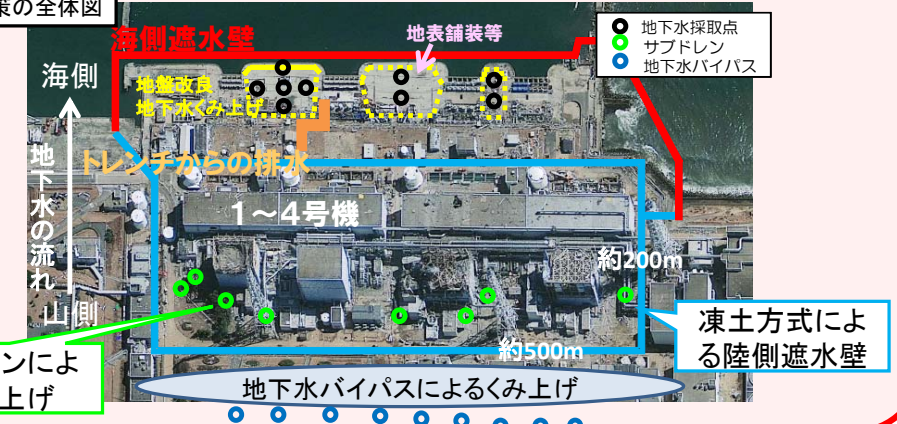 策の全体図
海側遮水壁
地表舗装等
地下水採取点
サブドレン
地下水バイパス
海側
地盤改良
地下水くみ上げ
地下水の流れ
トレンチからの排水
1～4号機
約200m
山側
凍土方式によ
る陸側遮水壁
ンによ
上げ
約500m
地下水バイパスによるくみ上げ